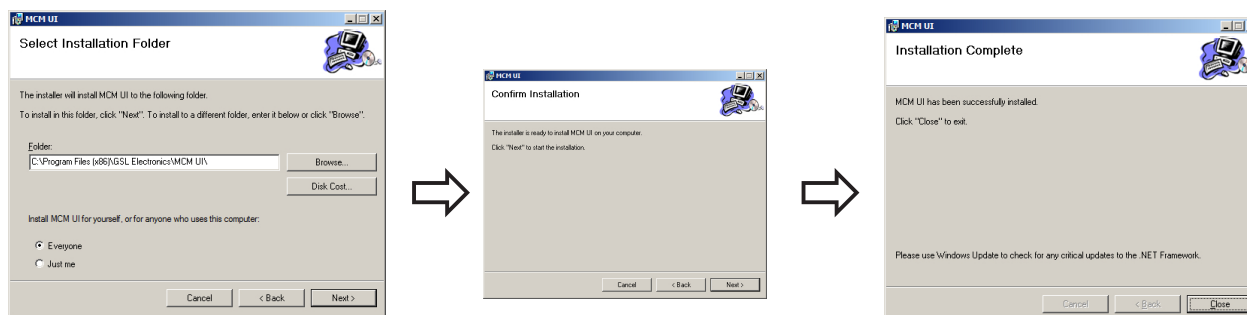 MCM UI
Select Installation Folder
The installer will install MCM UI to the following folder.
To install in this folder, click "Next". To install to a different folder, enter it below or click "Browse".
Folder:
C:\Program Files (x86)\GSL Electronics\MCM UI\
Browse...
Disk Cost...
Install MCM UI for yourself, or for anyone who uses this computer:
Everyone
Just me
Cancel
< Back
Next >
MCM UI
Confirm Installation
The installer is ready to install MCM UI on your computer.
Click "Next" to start the installation.
Cancel
< Back
Next >
MCM UI
Installation Complete
MCM UI has been successfully installed.
Click "Close" to exit.
Please use Windows Update to check for any critical updates to the .NET Framework.
Cancel
< Back
Close